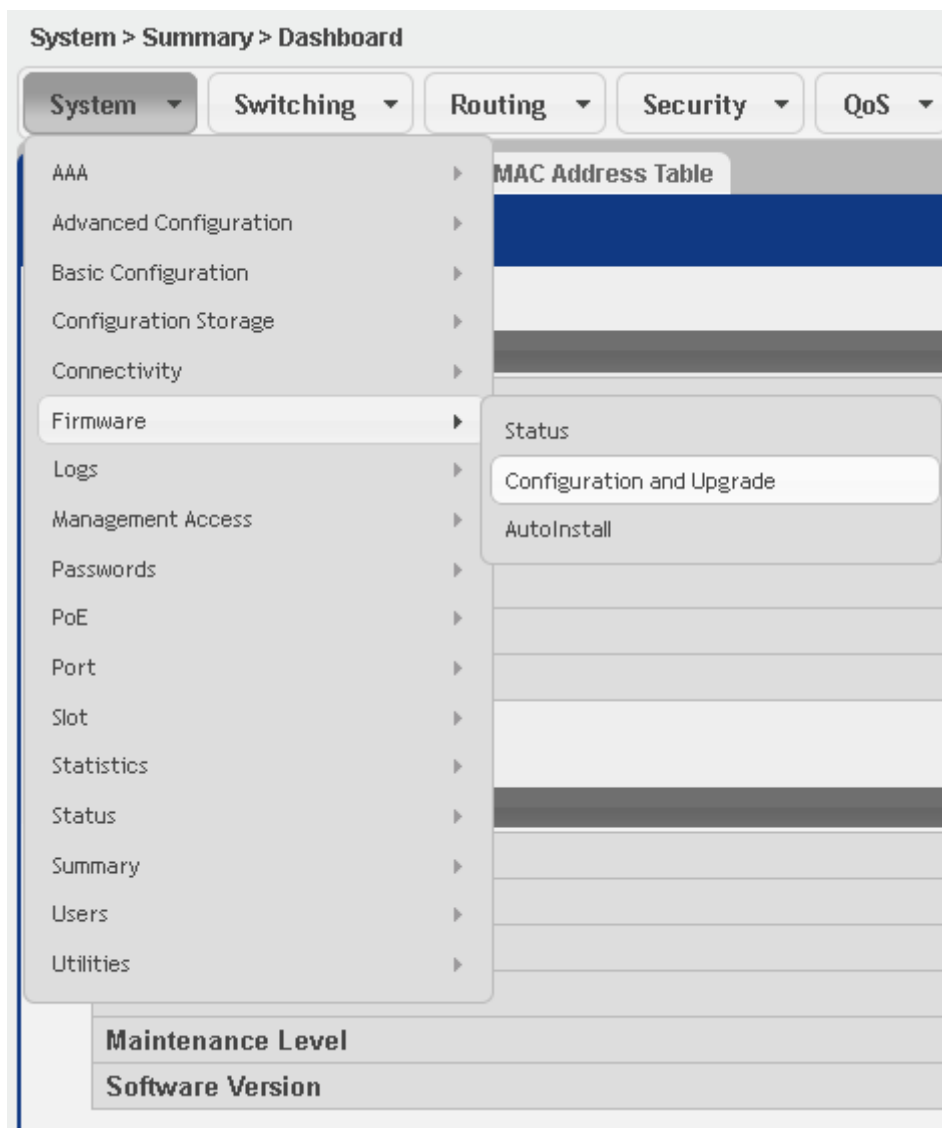 System > Summary > Dashboard
System Switching Routing Security QoS
MAC Address Table
AAA
Advanced Configuration
Basic Configuration
Configuration Storage
Connectivity
Firmware
Status
Configuration and Upgrade
AutoInstall
Logs
Management Access
Passwords
PoE
Port
Slot
Statistics
Status
Summary
Users
Utilities
Maintenance Level
Software Version